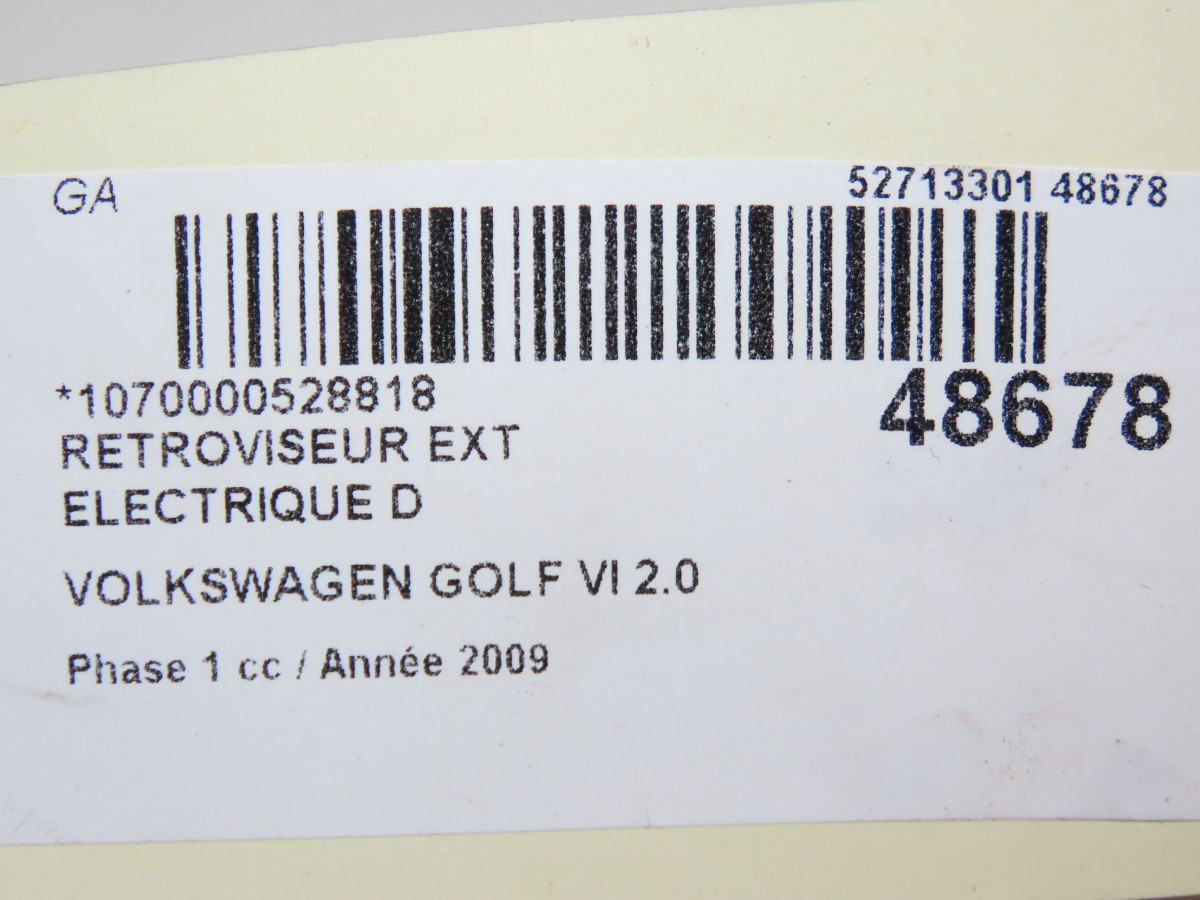 GA
52713301 48678
*1070000528818
48678
RETROVISEUR EXT
ELECTRIQUE D
VOLKSWAGEN GOLF VI 2.0
Phase 1 cc / Année 2009